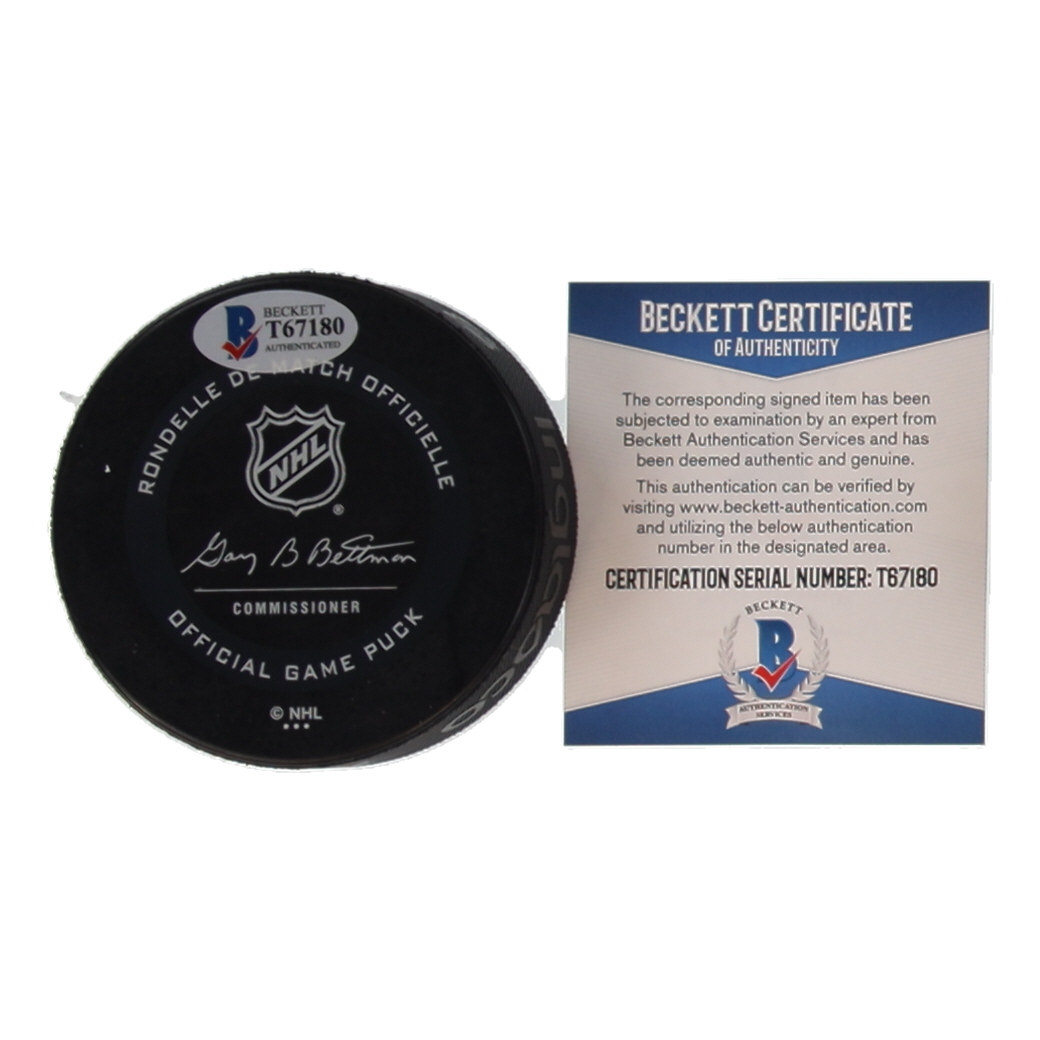 BECKETT
T67180
AUTHENTICATED
RONDELLE DE MATCH OFFICIELLE
NHL
®
Gary B Bettman
COMMISSIONER
OFFICIAL GAME PUCK
© NHL
BECKETT CERTIFICATE
OF AUTHENTICITY
The corresponding signed item has been
subjected to examination by an expert from
Beckett Authentication Services and has
been deemed authentic and genuine.
This authentication can be verified by
visiting www.beckett-authentication.com
and utilizing the below authentication
number in the designated area.
CERTIFICATION SERIAL NUMBER: T67180
BECKETT
B
AUTHENTICATION
SERVICES